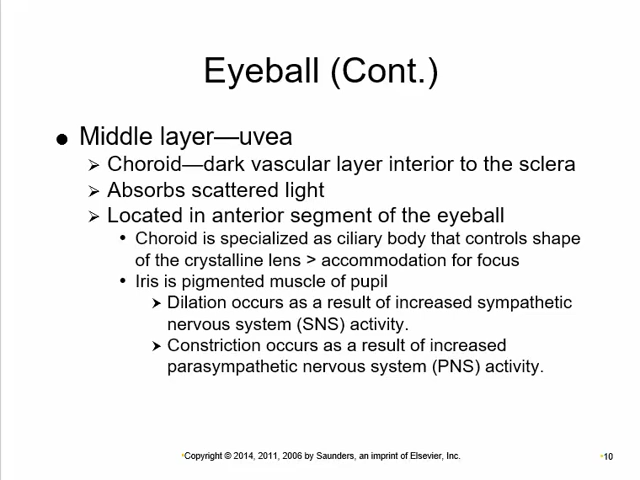 Eyeball (Cont.)
● Middle layer—uvea
➢ Choroid—dark vascular layer interior to the sclera
➢ Absorbs scattered light
➢ Located in anterior segment of the eyeball
• Choroid is specialized as ciliary body that controls shape
of the crystalline lens > accommodation for focus
• Iris is pigmented muscle of pupil
➤ Dilation occurs as a result of increased sympathetic
nervous system (SNS) activity.
➤ Constriction occurs as a result of increased
parasympathetic nervous system (PNS) activity.
•Copyright © 2014, 2011, 2006 by Saunders, an imprint of Elsevier, Inc.
•10